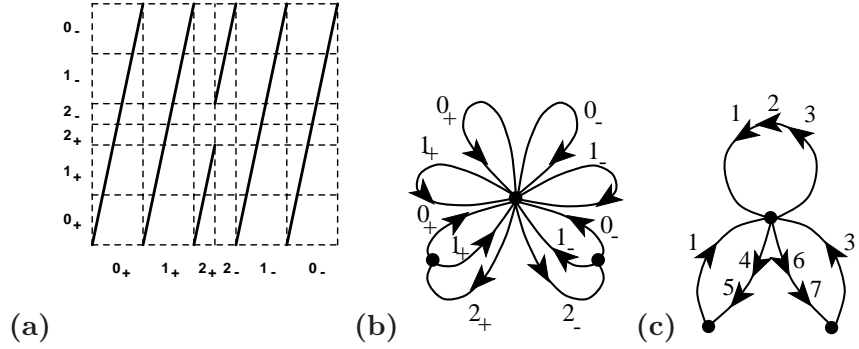 0-
1-
2-
2+
1+
0+
0+ 1+ 2+ 2- 1- 0-
(a)
0+ 0-
1+ 1-
0+ 0-
1+ 1-
2+ 2-
(b)
1 2 3
1 4 6 3
5 7
(c)